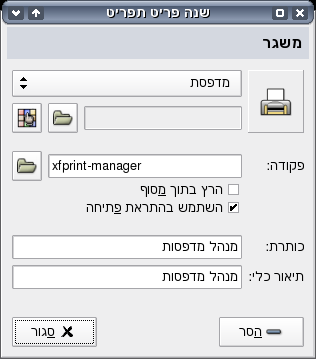 שנה פריט תפריט
משגר
מדפסת
פקודה: xfprint-manager
הרץ בתוך מסוף
השתמש בהתראת פתיחה
כותרת: מנהל מדפסות
תיאור כלי: מנהל מדפסות
הסר סגור